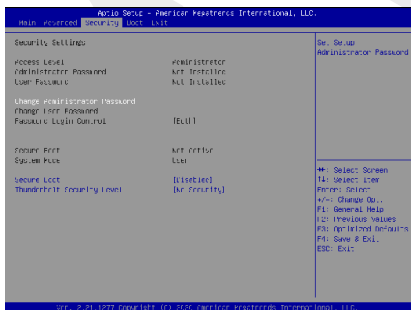 Aptio Setup - American Megatrends International, LLC.
Main Advanced Security Boot Exit
Security Settings
Access Level Administrator
Administrator Password Not Installed
User Password Not Installed
Change Administrator Password
Change User Password
Password Login Control [Both]
Secure Boot Not Active
System Mode User
Secure Boot [Disabled]
Thunderbolt Security Level [No Security]
Set Setup
Administrator Password
: Select Screen
↑↓: Select Item
Enter: Select
+/-: Change Op..
F1: General Help
F2: Previous Values
F3: Optimized Defaults
F4: Save & Exit
ESC: Exit
Ver. 2.21.1277 Copyright (C) 2020 American Megatrends International, LLC.